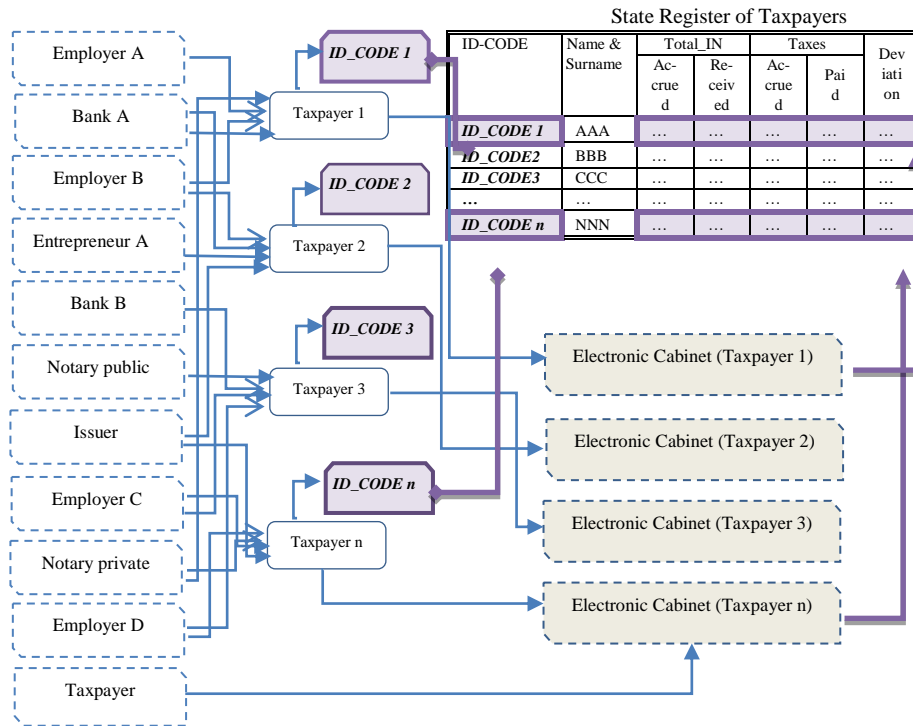 State Register of Taxpayers
ID-CODE
Name &
Surname
Total_IN
Taxes
Dev
iati
on
Ac-
crue
d
Re-
ceiv
ed
Ac-
crue
d
Pai
d
ID_CODE 1 AAA … … … … …
ID_CODE2 BBB … … … … …
ID_CODE3 CCC … … … … …
… … … … … … …
ID_CODE n NNN … … … … …
Employer A
Bank A
Employer B
Entrepreneur A
Bank B
Notary public
Issuer
Employer C
Notary private
Employer D
Taxpayer
ID_CODE 1
Taxpayer 1
ID_CODE 2
Taxpayer 2
ID_CODE 3
Taxpayer 3
ID_CODE n
Taxpayer n
Electronic Cabinet (Taxpayer 1)
Electronic Cabinet (Taxpayer 2)
Electronic Cabinet (Taxpayer 3)
Electronic Cabinet (Taxpayer n)